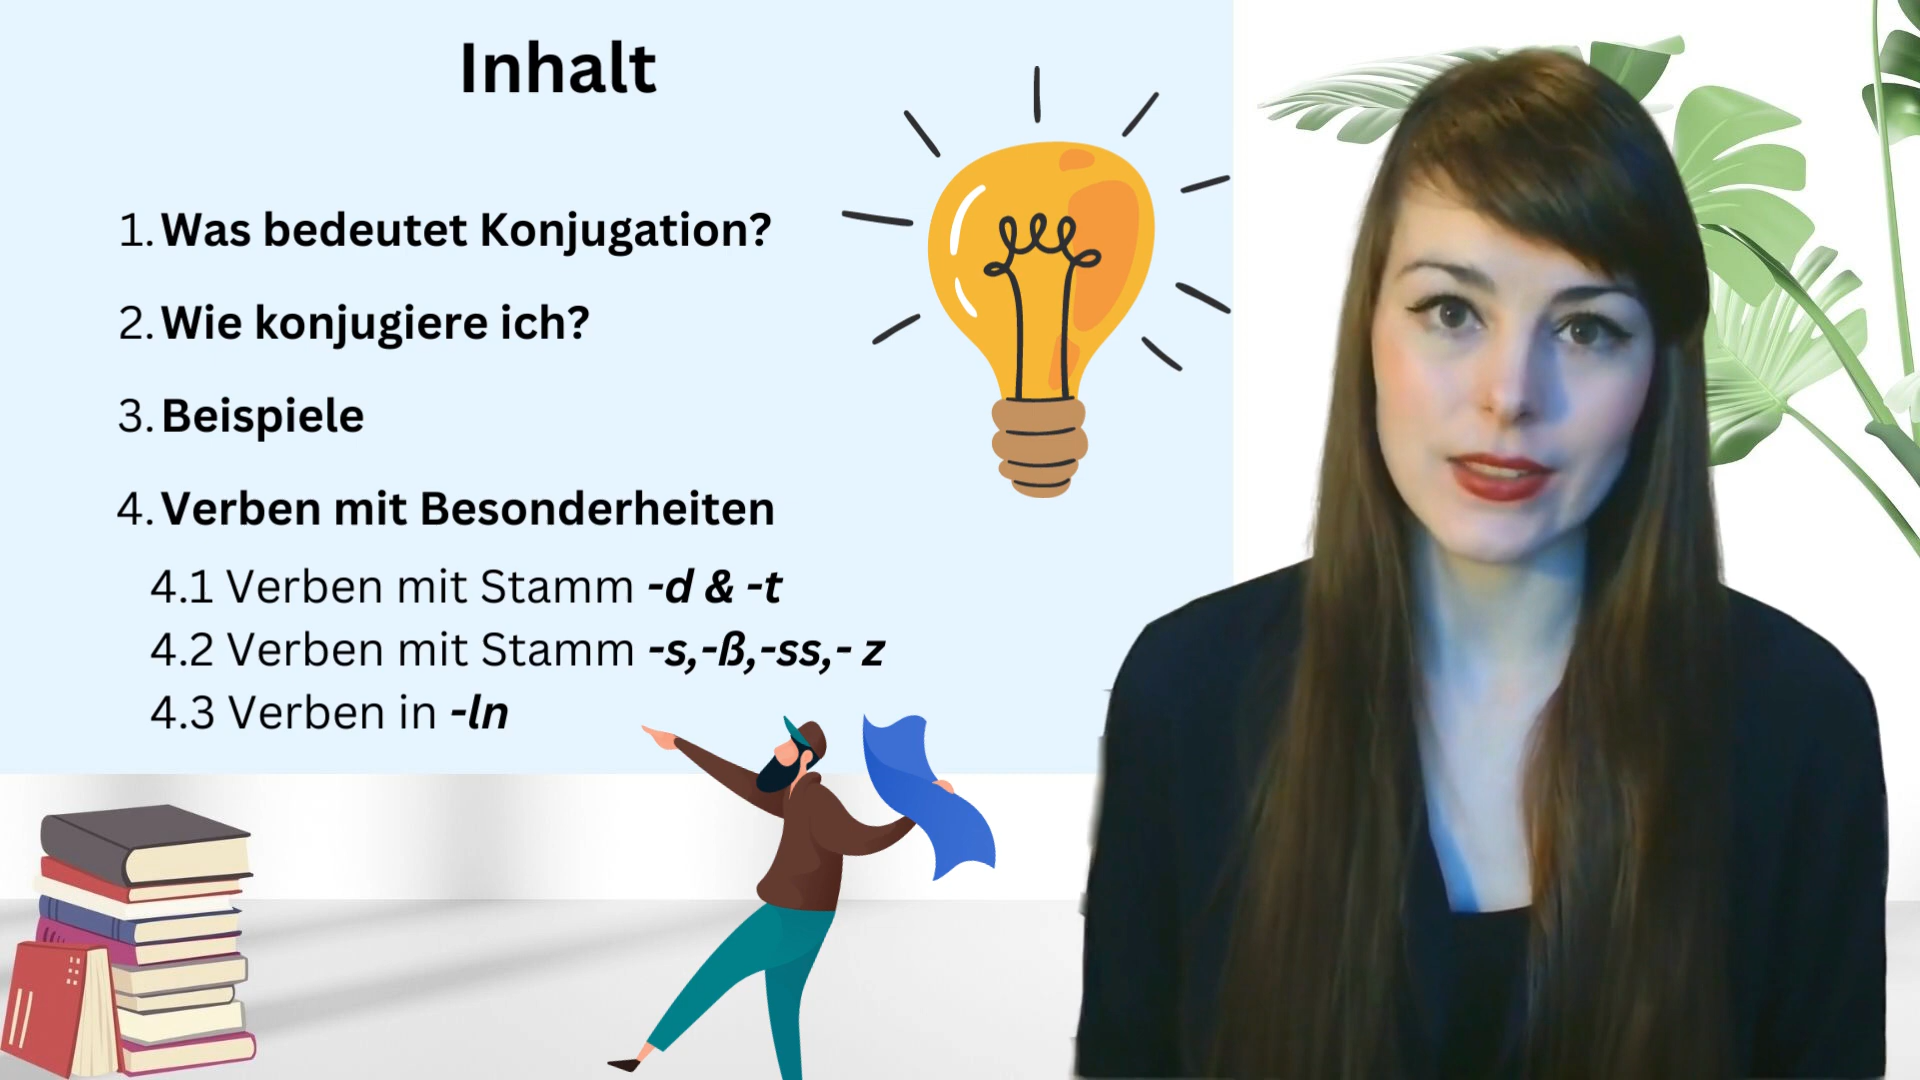 Inhalt
1. Was bedeutet Konjugation?
2. Wie konjugiere ich?
3. Beispiele
4. Verben mit Besonderheiten
4.1 Verben mit Stamm -d & -t
4.2 Verben mit Stamm -s,-ß,-ss,- z
4.3 Verben in -ln